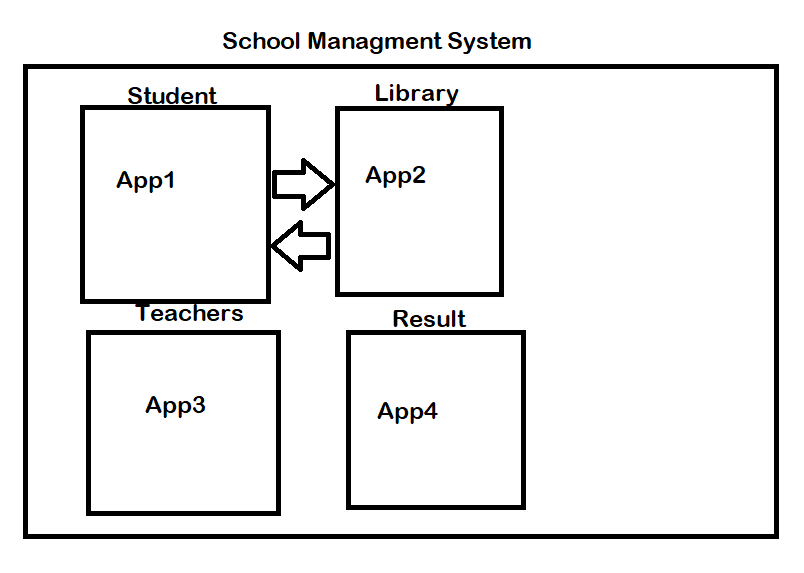 School Managment System
Student
Library
App1
App2
Teachers
Result
App3
App4